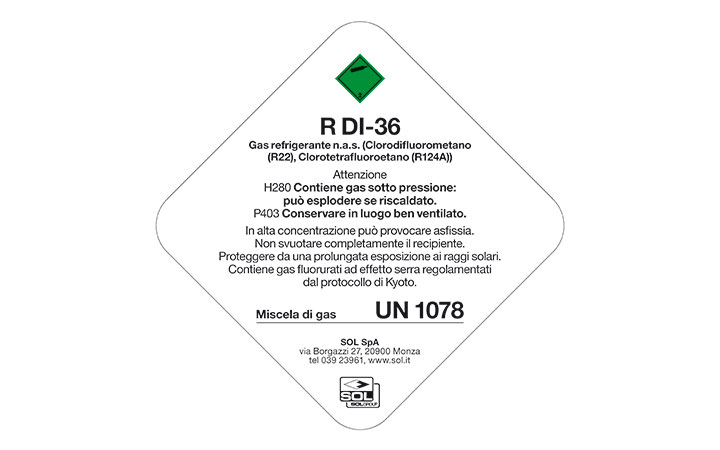 2
R DI-36
Gas refrigerante n.a.s. (Clorodifluorometano
(R22), Clorotetrafluoroetano (R124A))
Attenzione
H280 Contiene gas sotto pressione:
può esplodere se riscaldato.
P403 Conservare in luogo ben ventilato.
In alta concentrazione può provocare asfissia.
Non svuotare completamente il recipiente.
Proteggere da una prolungata esposizione ai raggi solari.
Contiene gas fluorurati ad effetto serra regolamentati
dal protocollo di Kyoto.
Miscela di gas UN 1078
SOL SpA
via Borgazzi 27, 20900 Monza
tel 039 23961, www.sol.it
SOL
SOLGROUP